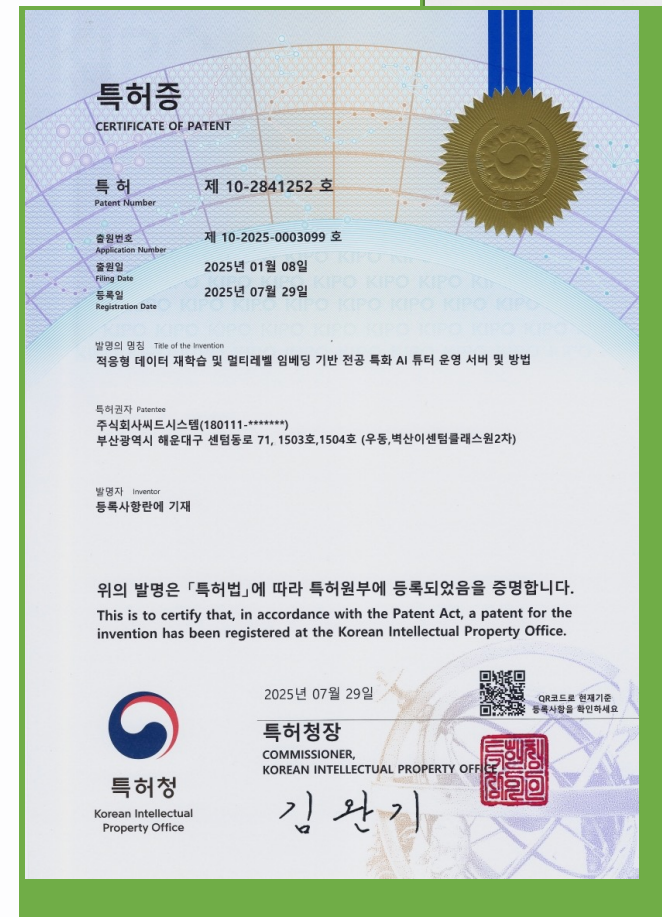 특허증
CERTIFICATE OF PATENT
특 허 제 10-2841252 호
Patent Number
출원번호 제 10-2025-0003099 호
Application Number
출원일 2025년 01월 08일
Filing Date
등록일 2025년 07월 29일
Registration Date
발명의 명칭 Title of the Invention
적응형 데이터 재학습 및 멀티레벨 임베딩 기반 전공 특화 AI 튜터 운영 서버 및 방법
특허권자 Patentee
주식회사씨드시스템(180111-*******)
부산광역시 해운대구 센텀동로 71, 1503호,1504호 (우동,벽산이센텀클래스원2차)
발명자 Inventor
등록사항란에 기재
위의 발명은 「특허법」에 따라 특허원부에 등록되었음을 증명합니다.
This is to certify that, in accordance with the Patent Act, a patent for the
invention has been registered at the Korean Intellectual Property Office.
2025년 07월 29일
QR코드로 현재기준
등록사항을 확인하세요
특허청장
COMMISSIONER,
KOREAN INTELLECTUAL PROPERTY OFFICE
김완기
특허청
Korean Intellectual
Property Office